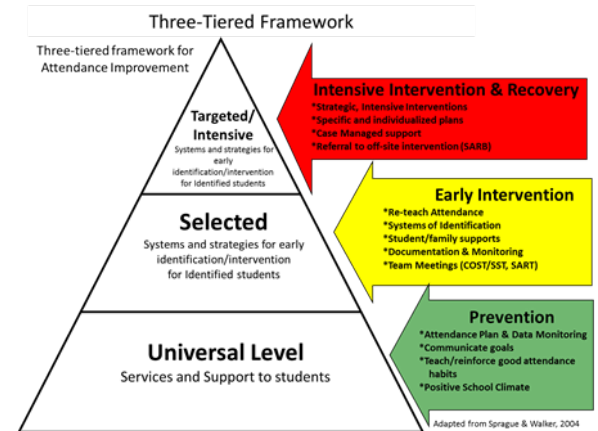 Three-Tiered Framework
Three-tiered framework for
Attendance Improvement
Targeted/
Intensive
Systems and strategies for
early
identification/intervention
for Identified students
Intensive Intervention & Recovery
*Strategic, Intensive Interventions
*Specific and individualized plans
*Case Managed support
*Referral to off-site intervention (SARB)
Selected
Systems and strategies for early
identification/intervention
for Identified students
Early Intervention
*Re-teach Attendance
*Systems of Identification
*Student/family supports
*Documentation & Monitoring
*Team Meetings (COST/SST, SART)
Universal Level
Services and Support to students
Prevention
*Attendance Plan & Data Monitoring
*Communicate goals
*Teach/reinforce good attendance
habits
*Positive School Climate
Adapted from Sprague & Walker, 2004